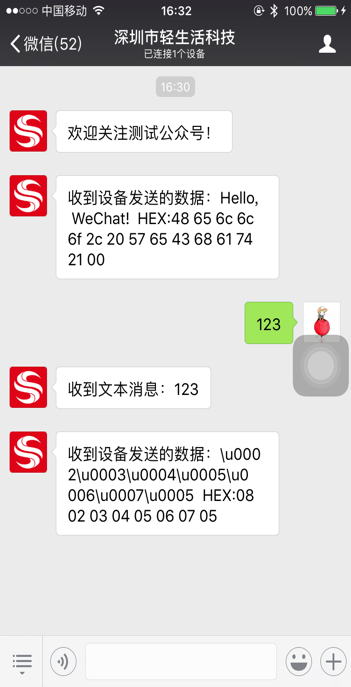 中国移动 16:32 100%
微信(52) 深圳市轻生活科技
已连接1个设备
16:30
欢迎关注测试公众号！
收到设备发送的数据：Hello,
WeChat! HEX:48 65 6c 6c
6f 2c 20 57 65 43 68 61 74
21 00
123
收到文本消息：123
收到设备发送的数据：\u000
2\u0003\u0004\u0005\u0
006\u0007\u0005 HEX:08
02 03 04 05 06 07 05